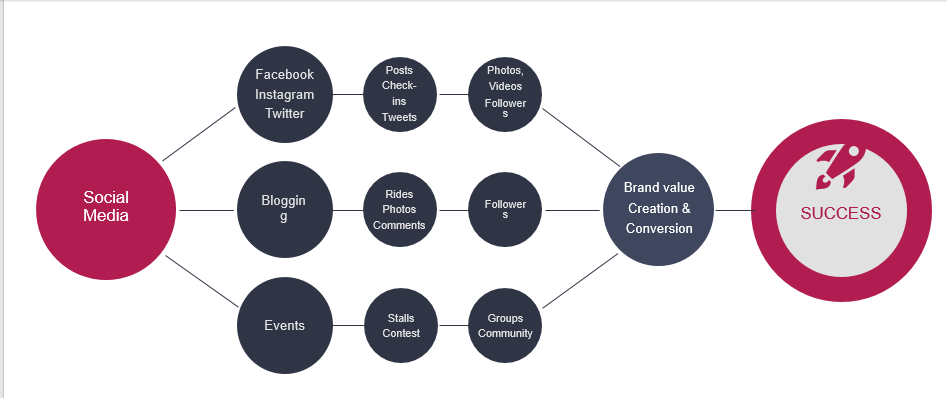 Social
Media
Facebook
Instagram
Twitter
Posts
Check-
ins
Tweets
Photos,
Videos
Follower
s
Bloggin
g
Rides
Photos
Comments
Follower
s
Events
Stalls
Contest
Groups
Community
Brand value
Creation &
Conversion
SUCCESS